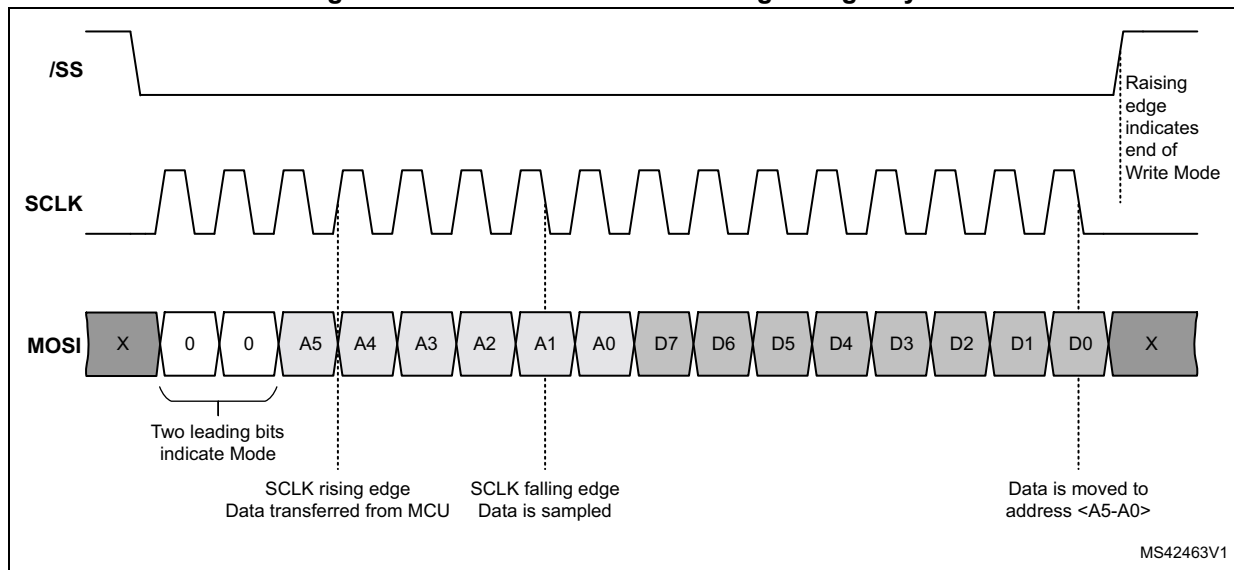 /SS
Raising
edge
indicates
end of
Write Mode
SCLK
MOSI X 0 0 A5 A4 A3 A2 A1 A0 D7 D6 D5 D4 D3 D2 D1 D0 X
Two leading bits
indicate Mode
SCLK rising edge
Data transferred from MCU
SCLK falling edge
Data is sampled
Data is moved to
address <A5-A0>
MS42463V1